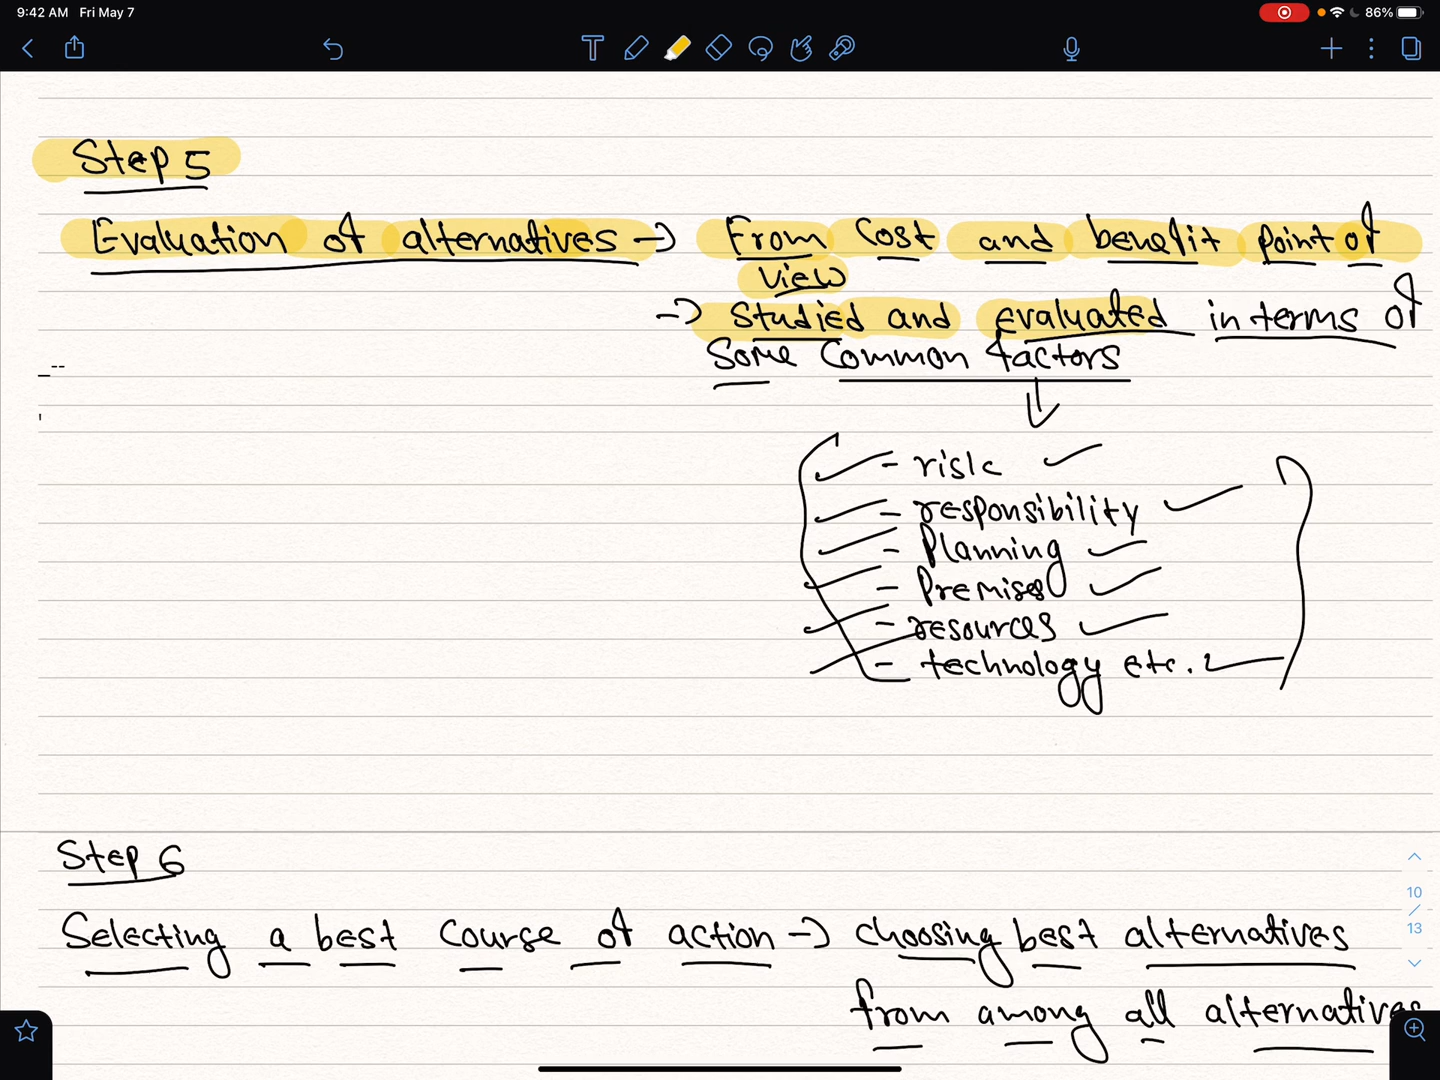 9:42 AM Fri May 7
86%
Step 5
Evaluation of alternatives → From Cost and benefit point of
view
→ Studied and evaluated in terms of
Some Common factors
- risk
- responsibility
- Planning
- Premises
- resources
- technology etc.
10
/
13
Step 6
Selecting a best course of action → choosing best alternatives
from among all alternatives